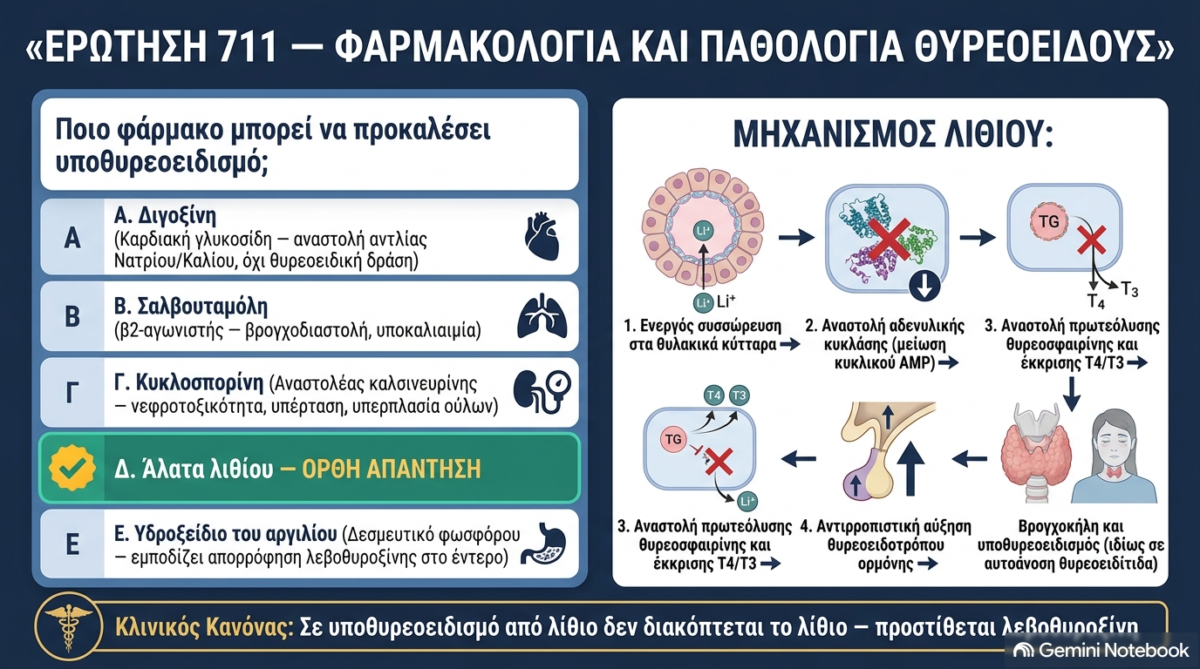 «ΕΡΩΤΗΣΗ 711 — ΦΑΡΜΑΚΟΛΟΓΙΑ ΚΑΙ ΠΑΘΟΛΟΓΙΑ ΘΥΡΕΟΕΙΔΟΥΣ»
Ποιο φάρμακο μπορεί να προκαλέσει
υποθυρεοειδισμό;
Α
Α. Διγοξίνη
(Καρδιακή γλυκοσίδη — αναστολή αντλίας
Νατρίου/Καλίου, όχι θυρεοειδική δράση)
Β
Β. Σαλβουταμόλη
(β2-αγωνιστής — βρογχοδιαστολή, υποκαλιαιμία)
Γ
Γ. Κυκλοσπορίνη (Αναστολέας καλσινευρίνης
— νεφροτοξικότητα, υπέρταση, υπερπλασία ούλων)
Δ. Άλατα λιθίου — ΟΡΘΗ ΑΠΑΝΤΗΣΗ
Ε
Ε. Υδροξείδιο του αργιλίου (Δεσμευτικό φωσφόρου
— εμποδίζει απορρόφηση λεβοθυροξίνης στο έντερο)
ΜΗΧΑΝΙΣΜΟΣ ΛΙΘΙΟΥ:
Li⁺
Li⁺ Li⁺
1. Ενεργός συσσώρευση
στα θυλακικά κύτταρα
2. Αναστολή αδενυλικής
κυκλάσης (μείωση
κυκλικού AMP)
TG
T₄ T₃
3. Αναστολή πρωτεόλυσης
θυρεοσφαιρίνης και
έκκρισης T4/T3
T4 T3
TG
Li⁺
3. Αναστολή πρωτεόλυσης
θυρεοσφαιρίνης και
έκκρισης T4/T3
4. Αντιρροπιστική αύξηση
θυρεοειδοτρόπου
ορμόνης
Βρογχοκήλη και
υποθυρεοειδισμός (ιδίως σε
αυτοάνοση θυρεοειδίτιδα)
Κλινικός Κανόνας: Σε υποθυρεοειδισμό από λίθιο δεν διακόπτεται το λίθιο — προστίθεται λεβοθυροξίνη
Gemini Notebook